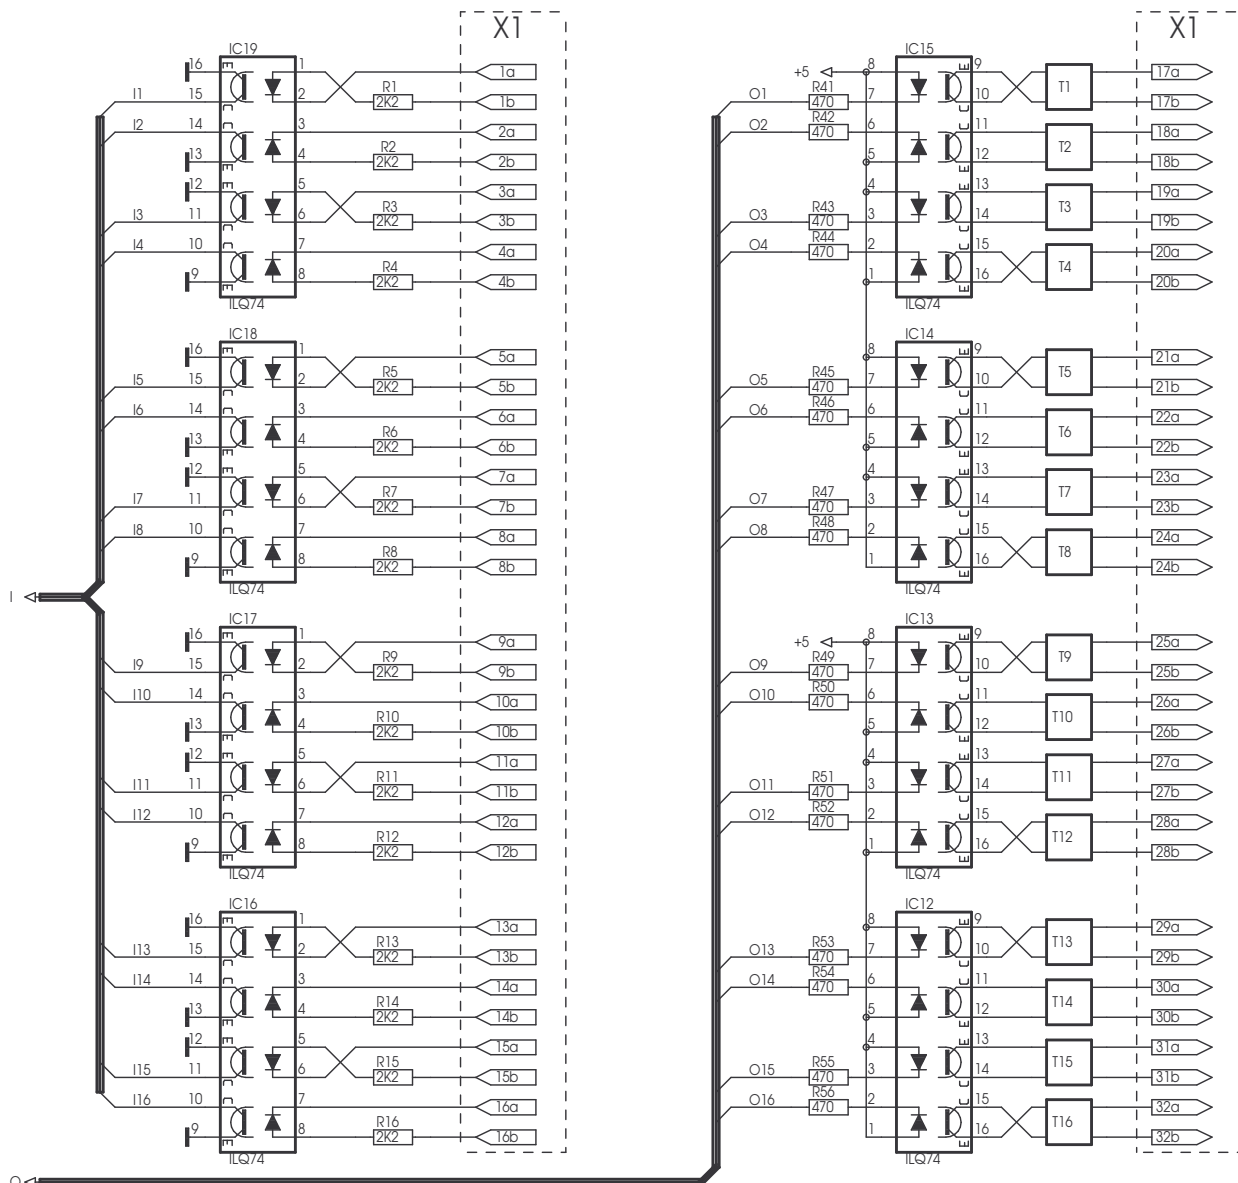 X1
IC19
16 1 1a
I1 15 2 R1 2K2 1b
I2 14 3 2a
13 4 R2 2K2 2b
12 5 3a
I3 11 6 R3 2K2 3b
I4 10 7 4a
9 8 R4 2K2 4b
ILQ74
IC18
16 1 5a
I5 15 2 R5 2K2 5b
I6 14 3 6a
13 4 R6 2K2 6b
12 5 7a
I7 11 6 R7 2K2 7b
I8 10 7 8a
9 8 R8 2K2 8b
ILQ74
I
IC17
16 1 9a
I9 15 2 R9 2K2 9b
I10 14 3 10a
13 4 R10 2K2 10b
12 5 11a
I11 11 6 R11 2K2 11b
I12 10 7 12a
9 8 R12 2K2 12b
ILQ74
IC16
16 1 13a
I13 15 2 R13 2K2 13b
I14 14 3 14a
13 4 R14 2K2 14b
12 5 15a
I15 11 6 R15 2K2 15b
I16 10 7 16a
9 8 R16 2K2 16b
ILQ74
O
X1
IC15
+5 8 9 T1 17a
O1 R41 470 7 10 17b
O2 R42 470 6 11 T2 18a
5 12 18b
4 13 T3 19a
O3 R43 470 3 14 19b
O4 R44 470 2 15 T4 20a
1 16 20b
ILQ74
IC14
8 9 T5 21a
O5 R45 470 7 10 21b
O6 R46 470 6 11 T6 22a
5 12 22b
4 13 T7 23a
O7 R47 470 3 14 23b
O8 R48 470 2 15 T8 24a
1 16 24b
ILQ74
IC13
+5 8 9 T9 25a
O9 R49 470 7 10 25b
O10 R50 470 6 11 T10 26a
5 12 26b
4 13 T11 27a
O11 R51 470 3 14 27b
O12 R52 470 2 15 T12 28a
1 16 28b
ILQ74
IC12
8 9 T13 29a
O13 R53 470 7 10 29b
O14 R54 470 6 11 T14 30a
5 12 30b
4 13 T15 31a
O15 R55 470 3 14 31b
O16 R56 470 2 15 T16 32a
1 16 32b
ILQ74